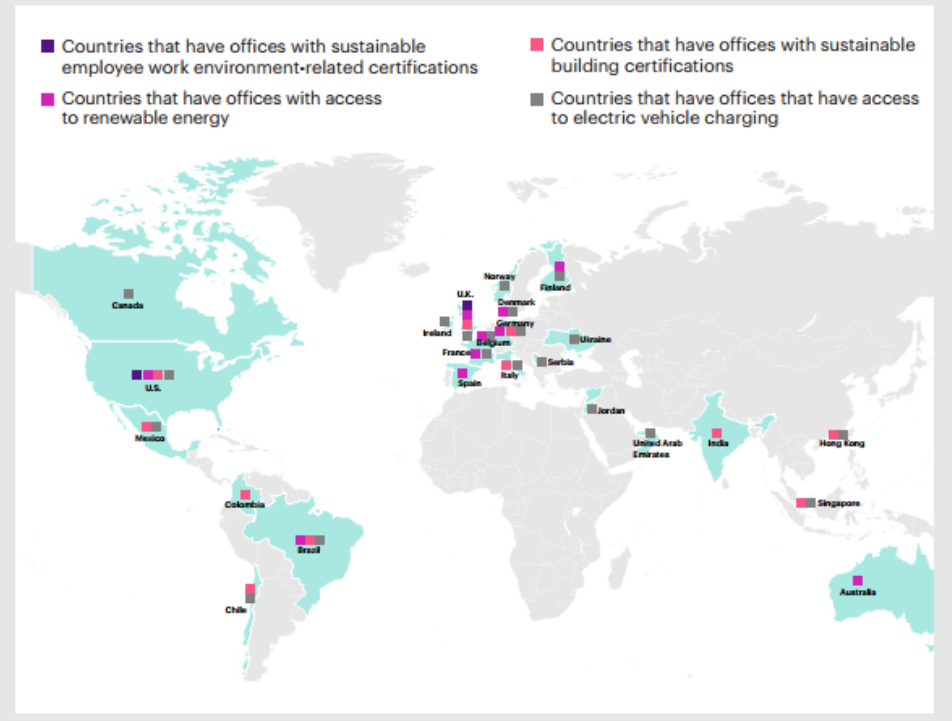 Countries that have offices with sustainable
employee work environment-related certifications
Countries that have offices with access
to renewable energy
Countries that have offices with sustainable
building certifications
Countries that have offices that have access
to electric vehicle charging
Canada
U.S.
Mexico
Colombia
Brazil
Chile
Norway
Finland
U.K.
Denmark
Ireland
Germany
Belgium
France
Ukraine
Italy
Serbia
Spain
Jordan
United Arab
Emirates
India
Hong Kong
Singapore
Australia